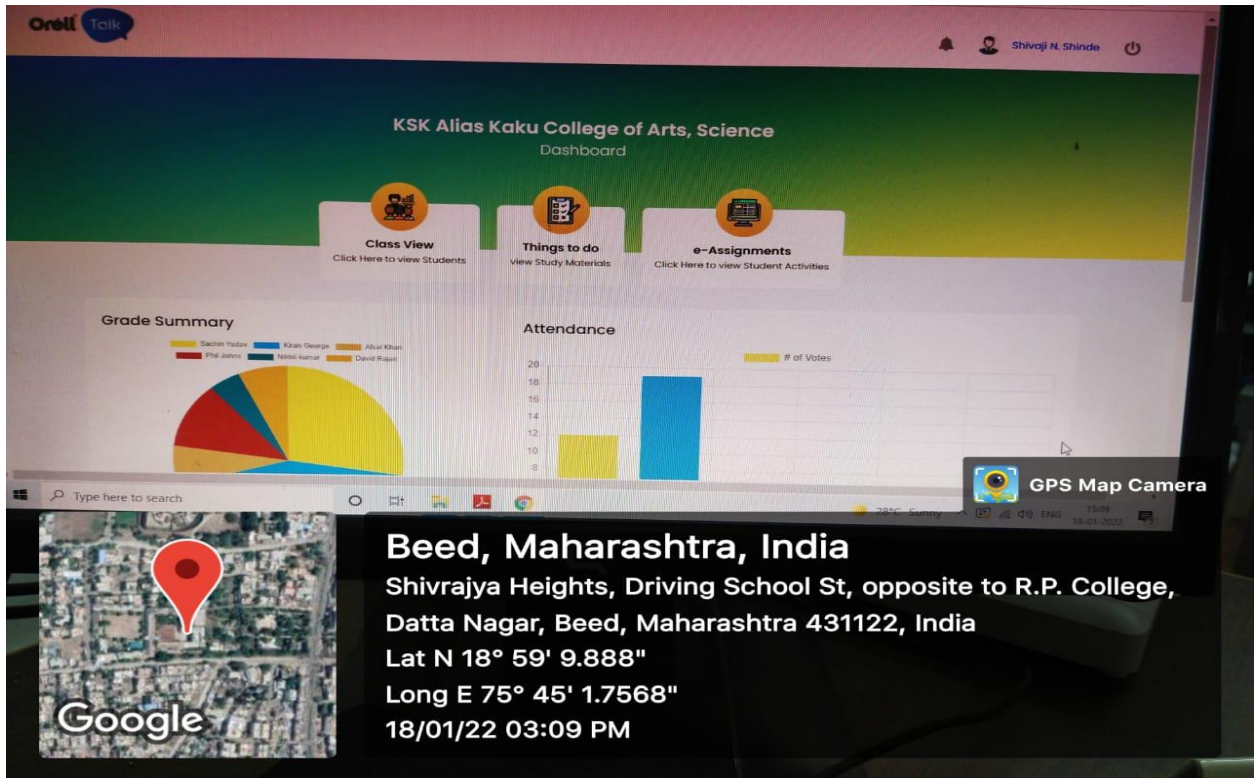 Orell Talk
Shivaji N. Shinde
KSK Alias Kaku College of Arts, Science
Dashboard
Class View
Click Here to view Students
Things to do
view Study Materials
e-Assignments
Click Here to view Student Activities
Grade Summary
Sachin Yadav Kiran George Afsal Khan
Phil Johns Nikhil kumar David Rajan
Attendance
# of Votes
20
18
16
14
12
10
8
Type here to search
28°C Sunny ENG 15:09
18-01-2022
GPS Map Camera
Google
Beed, Maharashtra, India
Shivrajya Heights, Driving School St, opposite to R.P. College,
Datta Nagar, Beed, Maharashtra 431122, India
Lat N 18° 59' 9.888"
Long E 75° 45' 1.7568"
18/01/22 03:09 PM